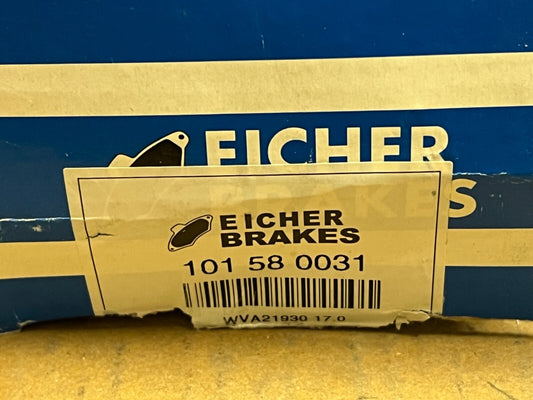 EICHER
BRAKES
EICHER
BRAKES
101 58 0031
WVA21930 17.0